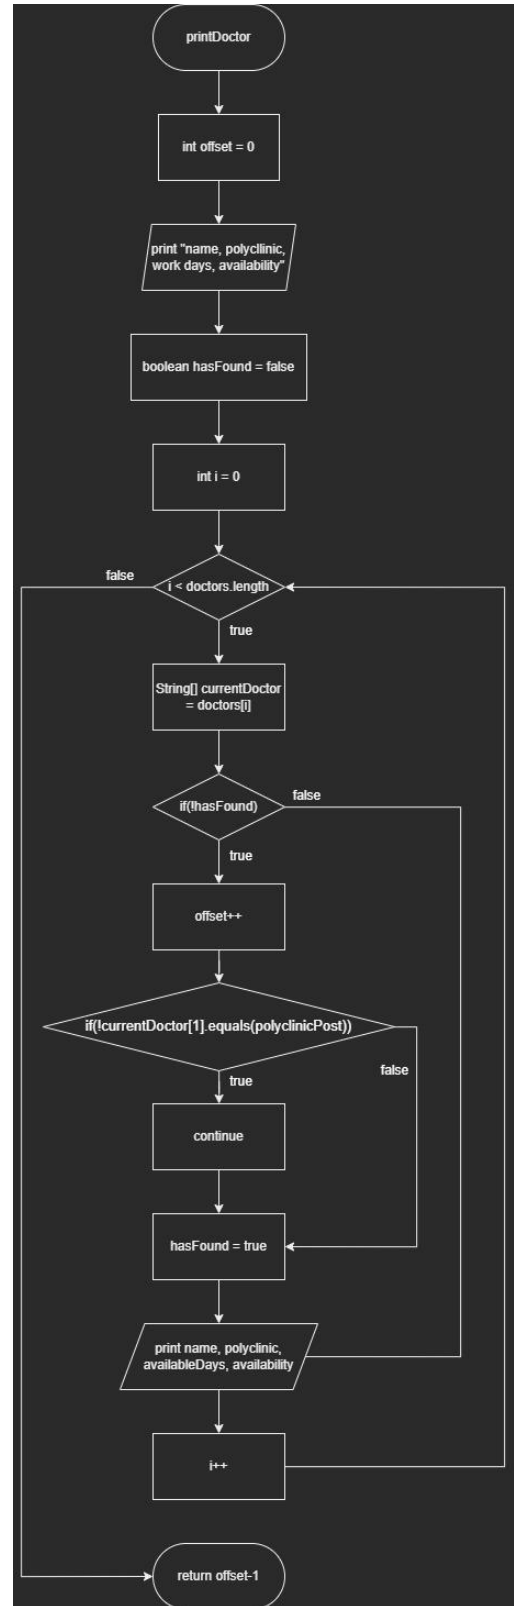 printDoctor
int offset = 0
print "name, polycllinic,
work days, availability"
boolean hasFound = false
int i = 0
false
i < doctors.length
true
String[] currentDoctor
= doctors[i]
if(!hasFound)
false
true
offset++
if(!currentDoctor[1].equals(polyclinicPost))
true
false
continue
hasFound = true
print name, polyclinic,
availableDays, availability
i++
return offset-1